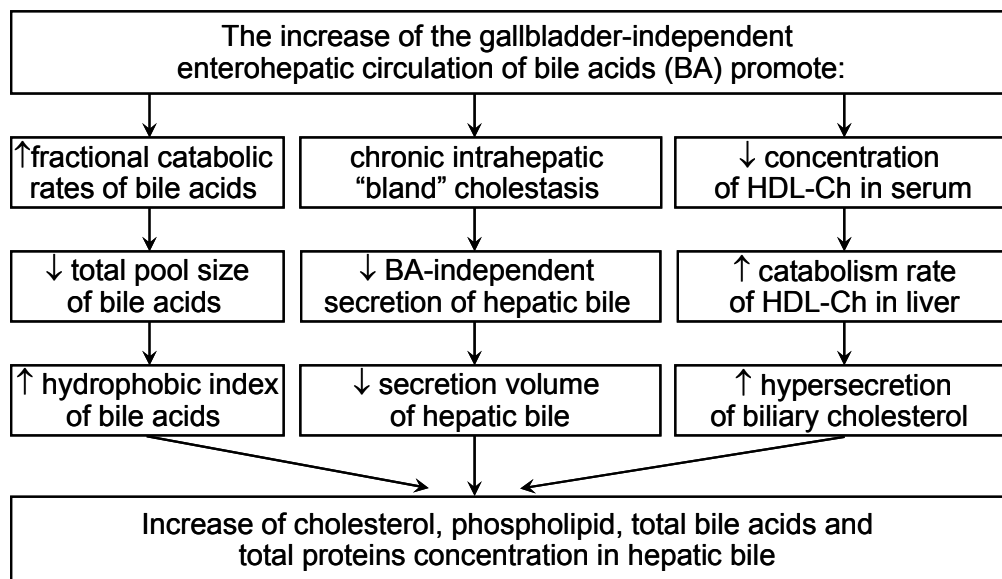 The increase of the gallbladder-independent
enterohepatic circulation of bile acids (BA) promote:
↑fractional catabolic
rates of bile acids
chronic intrahepatic
“bland” cholestasis
↓ concentration
of HDL-Ch in serum
↓ total pool size
of bile acids
↓ BA-independent
secretion of hepatic bile
↑ catabolism rate
of HDL-Ch in liver
↑ hydrophobic index
of bile acids
↓ secretion volume
of hepatic bile
↑ hypersecretion
of biliary cholesterol
Increase of cholesterol, phospholipid, total bile acids and
total proteins concentration in hepatic bile